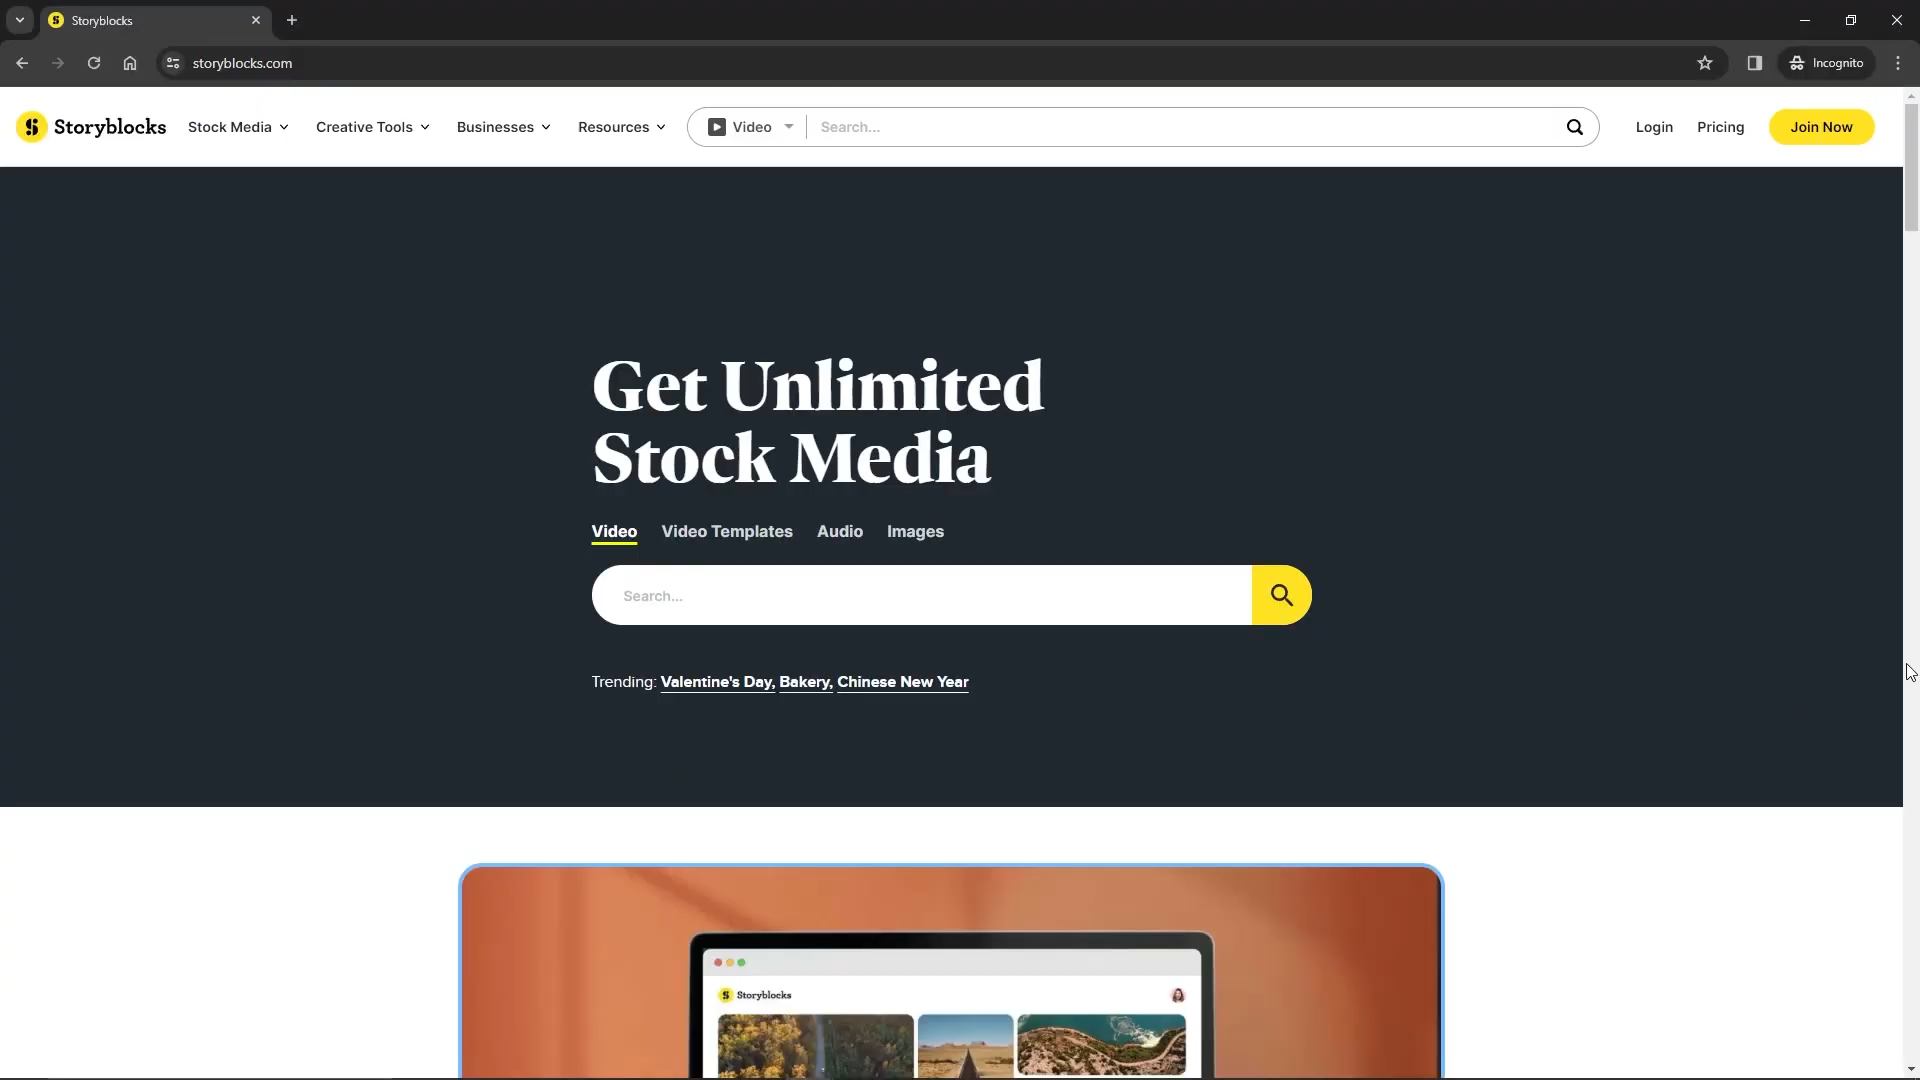 Storyblocks
storyblocks.com
Incognito
Storyblocks
Stock Media
Creative Tools
Businesses
Resources
Video
Search...
Login
Pricing
Join Now
Get Unlimited
Stock Media
Video
Video Templates
Audio
Images
Search...
Trending: Valentine's Day, Bakery, Chinese New Year
Storyblocks